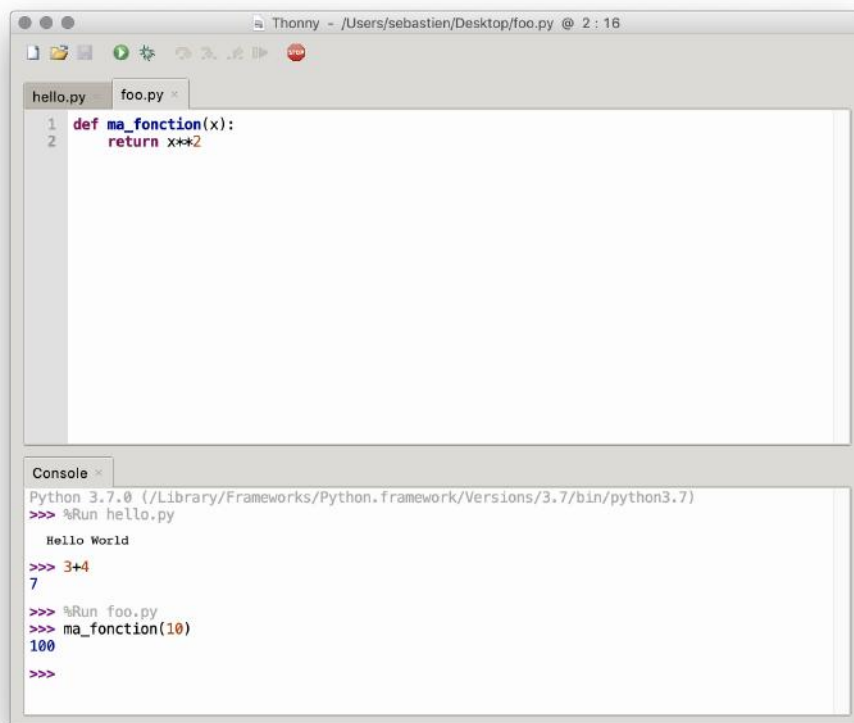 Thonny - /Users/sebastien/Desktop/foo.py @ 2 : 16
STOP
hello.py
foo.py
1 def ma_fonction(x):
2     return x**2
Console
Python 3.7.0 (/Library/Frameworks/Python.framework/Versions/3.7/bin/python3.7)
>>> %Run hello.py
Hello World
>>> 3+4
7
>>> %Run foo.py
>>> ma_fonction(10)
100
>>>